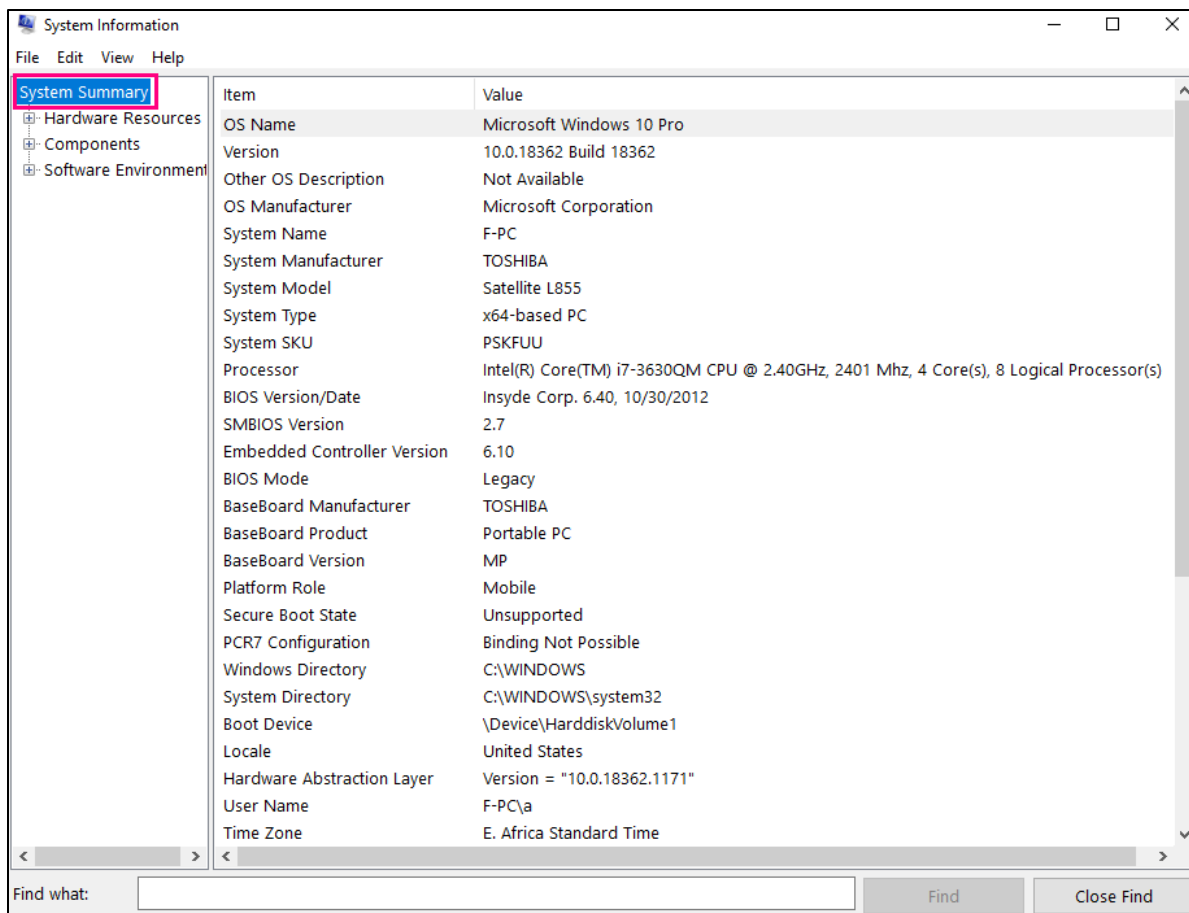 System Information
File Edit View Help
System Summary
Hardware Resources
Components
Software Environment
Item Value
OS Name Microsoft Windows 10 Pro
Version 10.0.18362 Build 18362
Other OS Description Not Available
OS Manufacturer Microsoft Corporation
System Name F-PC
System Manufacturer TOSHIBA
System Model Satellite L855
System Type x64-based PC
System SKU PSKFUU
Processor Intel(R) Core(TM) i7-3630QM CPU @ 2.40GHz, 2401 Mhz, 4 Core(s), 8 Logical Processor(s)
BIOS Version/Date Insyde Corp. 6.40, 10/30/2012
SMBIOS Version 2.7
Embedded Controller Version 6.10
BIOS Mode Legacy
BaseBoard Manufacturer TOSHIBA
BaseBoard Product Portable PC
BaseBoard Version MP
Platform Role Mobile
Secure Boot State Unsupported
PCR7 Configuration Binding Not Possible
Windows Directory C:\WINDOWS
System Directory C:\WINDOWS\system32
Boot Device \Device\HarddiskVolume1
Locale United States
Hardware Abstraction Layer Version = "10.0.18362.1171"
User Name F-PC\a
Time Zone E. Africa Standard Time
Find what: Find Close Find